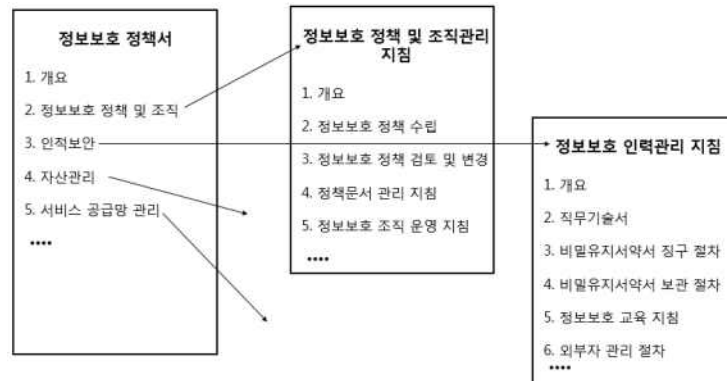 정보보호 정책서
1. 개요
2. 정보보호 정책 및 조직
3. 인적보안
4. 자산관리
5. 서비스 공급망 관리
••••
정보보호 정책 및 조직관리
지침
1. 개요
2. 정보보호 정책 수립
3. 정보보호 정책 검토 및 변경
4. 정책문서 관리 지침
5. 정보보호 조직 운영 지침
••••
정보보호 인력관리 지침
1. 개요
2. 직무기술서
3. 비밀유지서약서 징구 절차
4. 비밀유지서약서 보관 절차
5. 정보보호 교육 지침
6. 외부자 관리 절차
••••